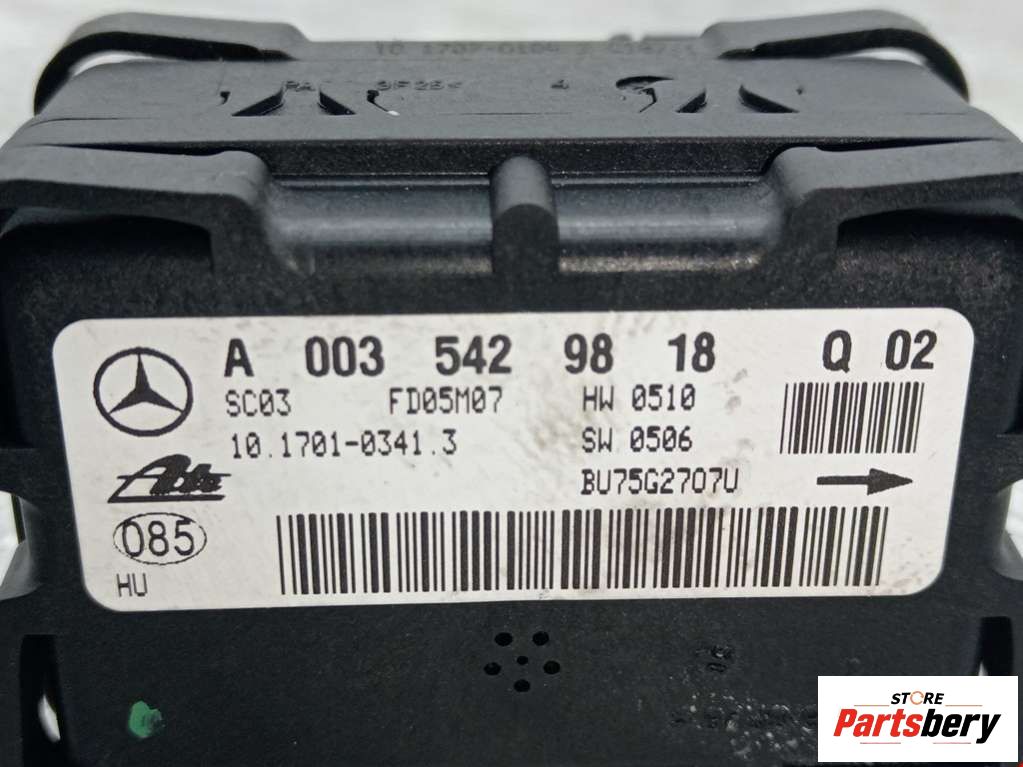 A 003 542 98 18 Q 02
SC03 FD05M07 HW 0510
10.1701-0341.3 SW 0506
Ate BU75G2707U
085
HU
STORE
Partsbery